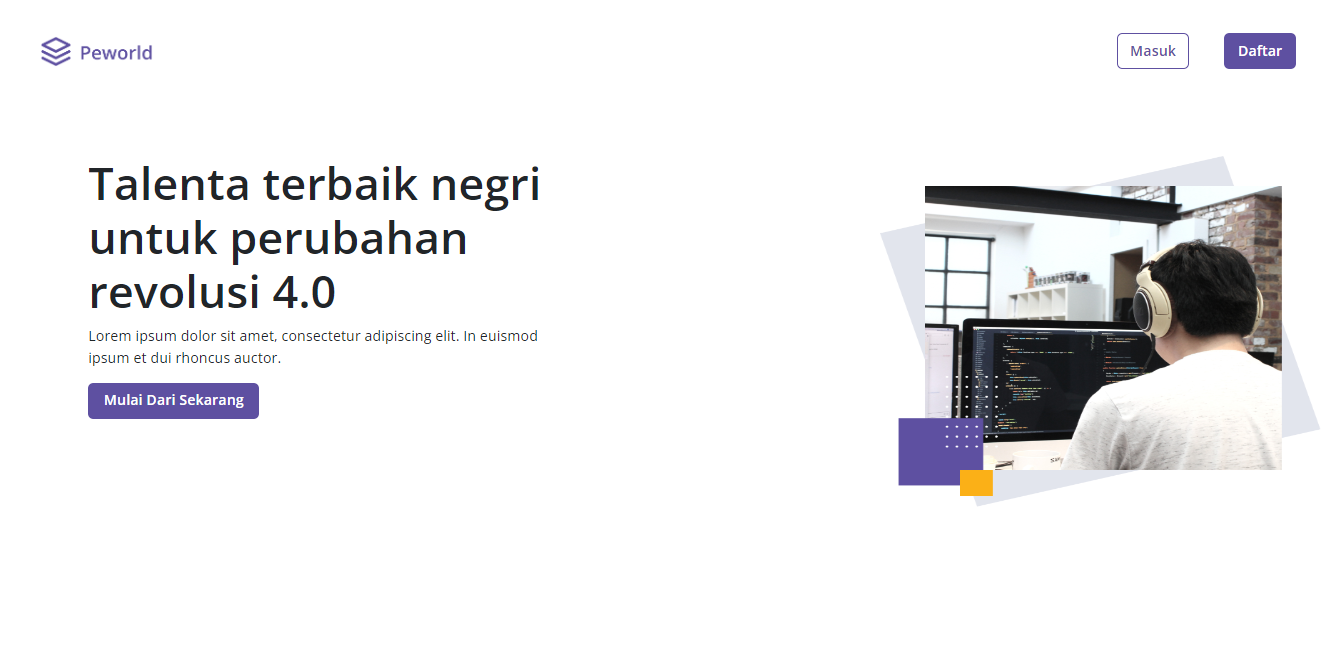 Peworld
Masuk
Daftar
Talenta terbaik negri
untuk perubahan
revolusi 4.0
Lorem ipsum dolor sit amet, consectetur adipiscing elit. In euismod
ipsum et dui rhoncus auctor.
Mulai Dari Sekarang